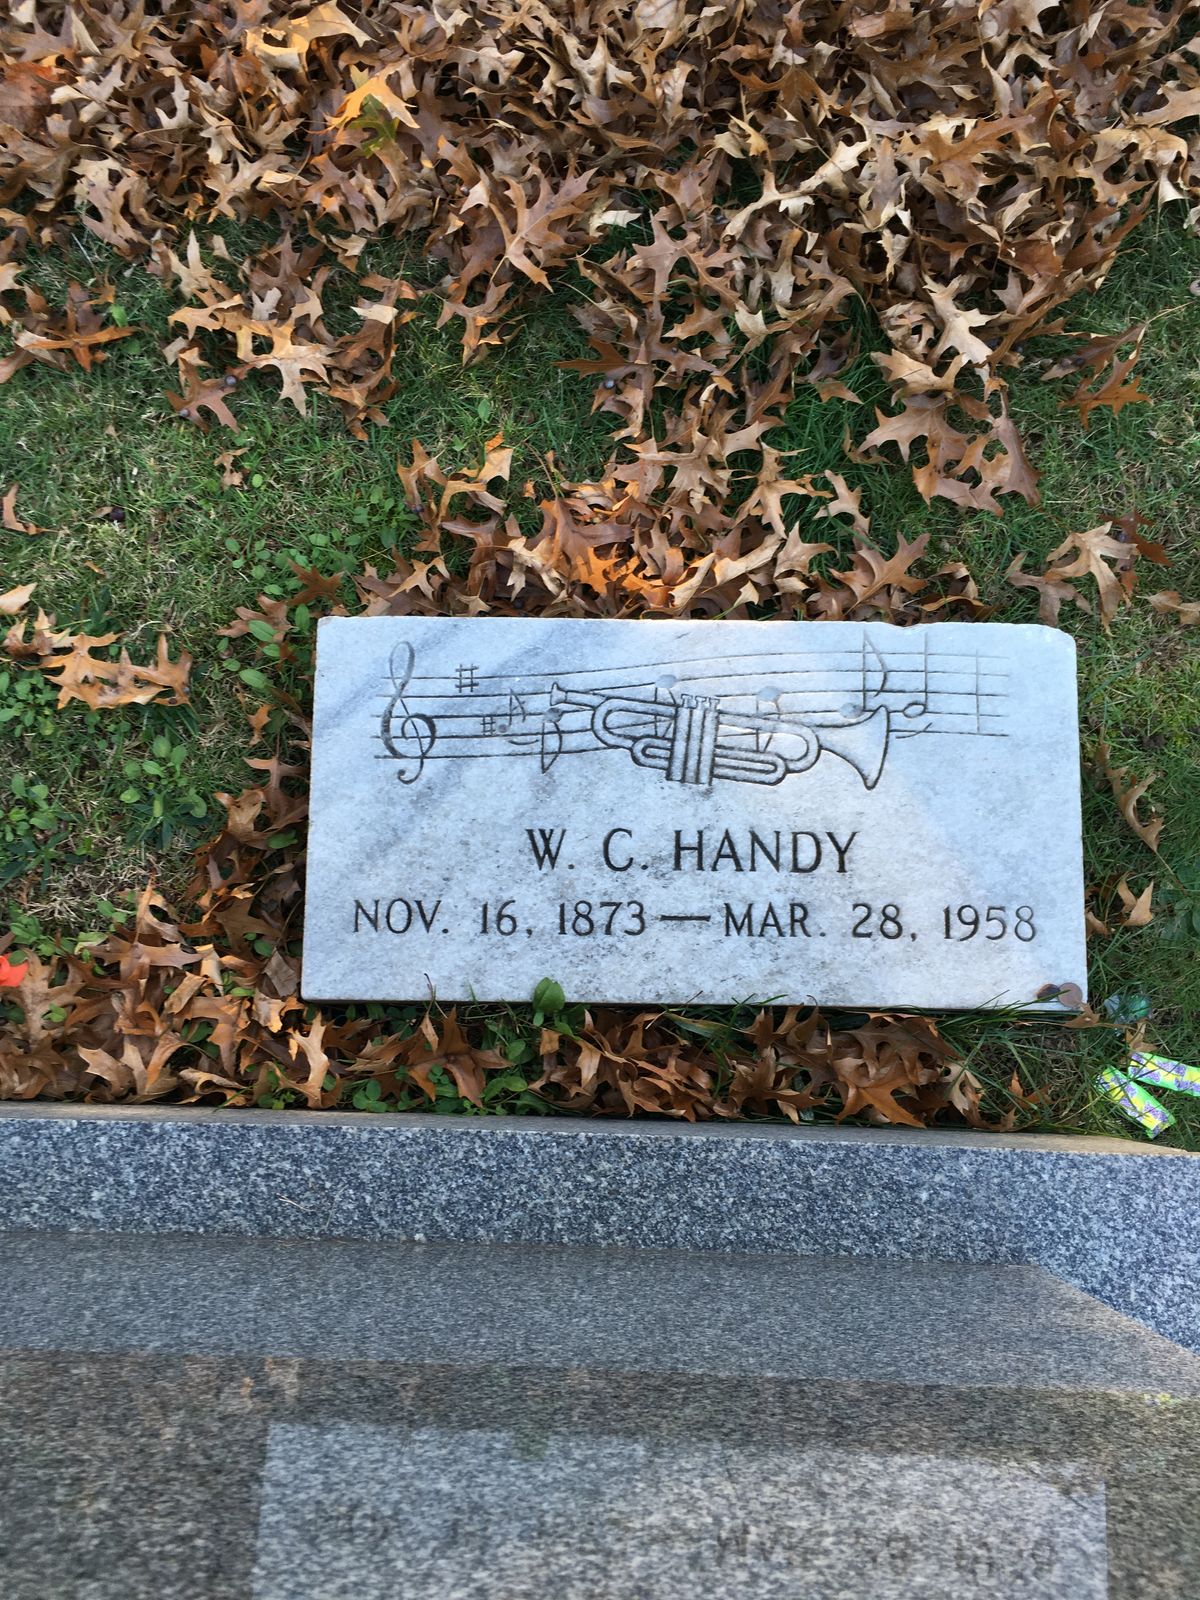 W. C. HANDY
NOV. 16, 1873 — MAR. 28, 1958